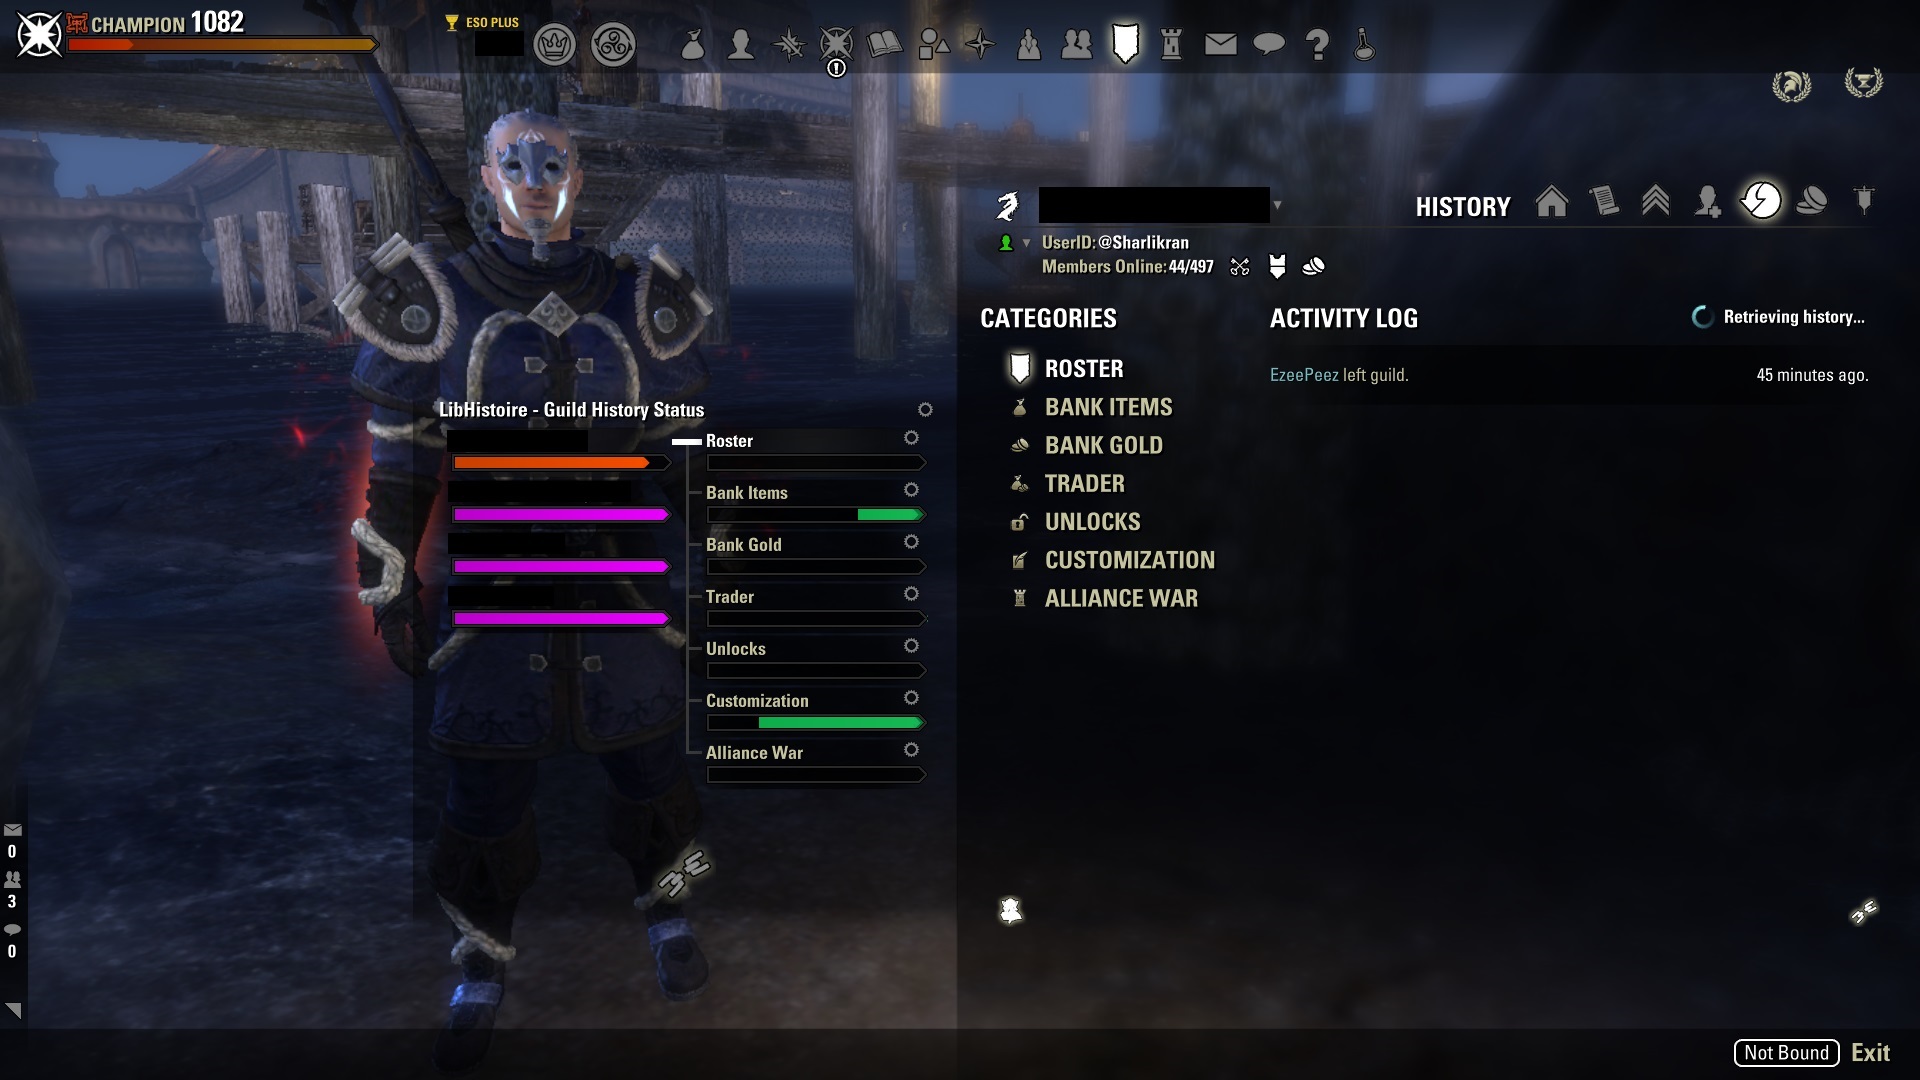 CHAMPION 1082
ESO PLUS
HISTORY
UserID: @Sharlikran
Members Online: 44/497
CATEGORIES
ROSTER
BANK ITEMS
BANK GOLD
TRADER
UNLOCKS
CUSTOMIZATION
ALLIANCE WAR
ACTIVITY LOG
Retrieving history...
EzeePeez left guild.
45 minutes ago.
LibHistoire - Guild History Status
Roster
Bank Items
Bank Gold
Trader
Unlocks
Customization
Alliance War
0
3
0
Not Bound
Exit